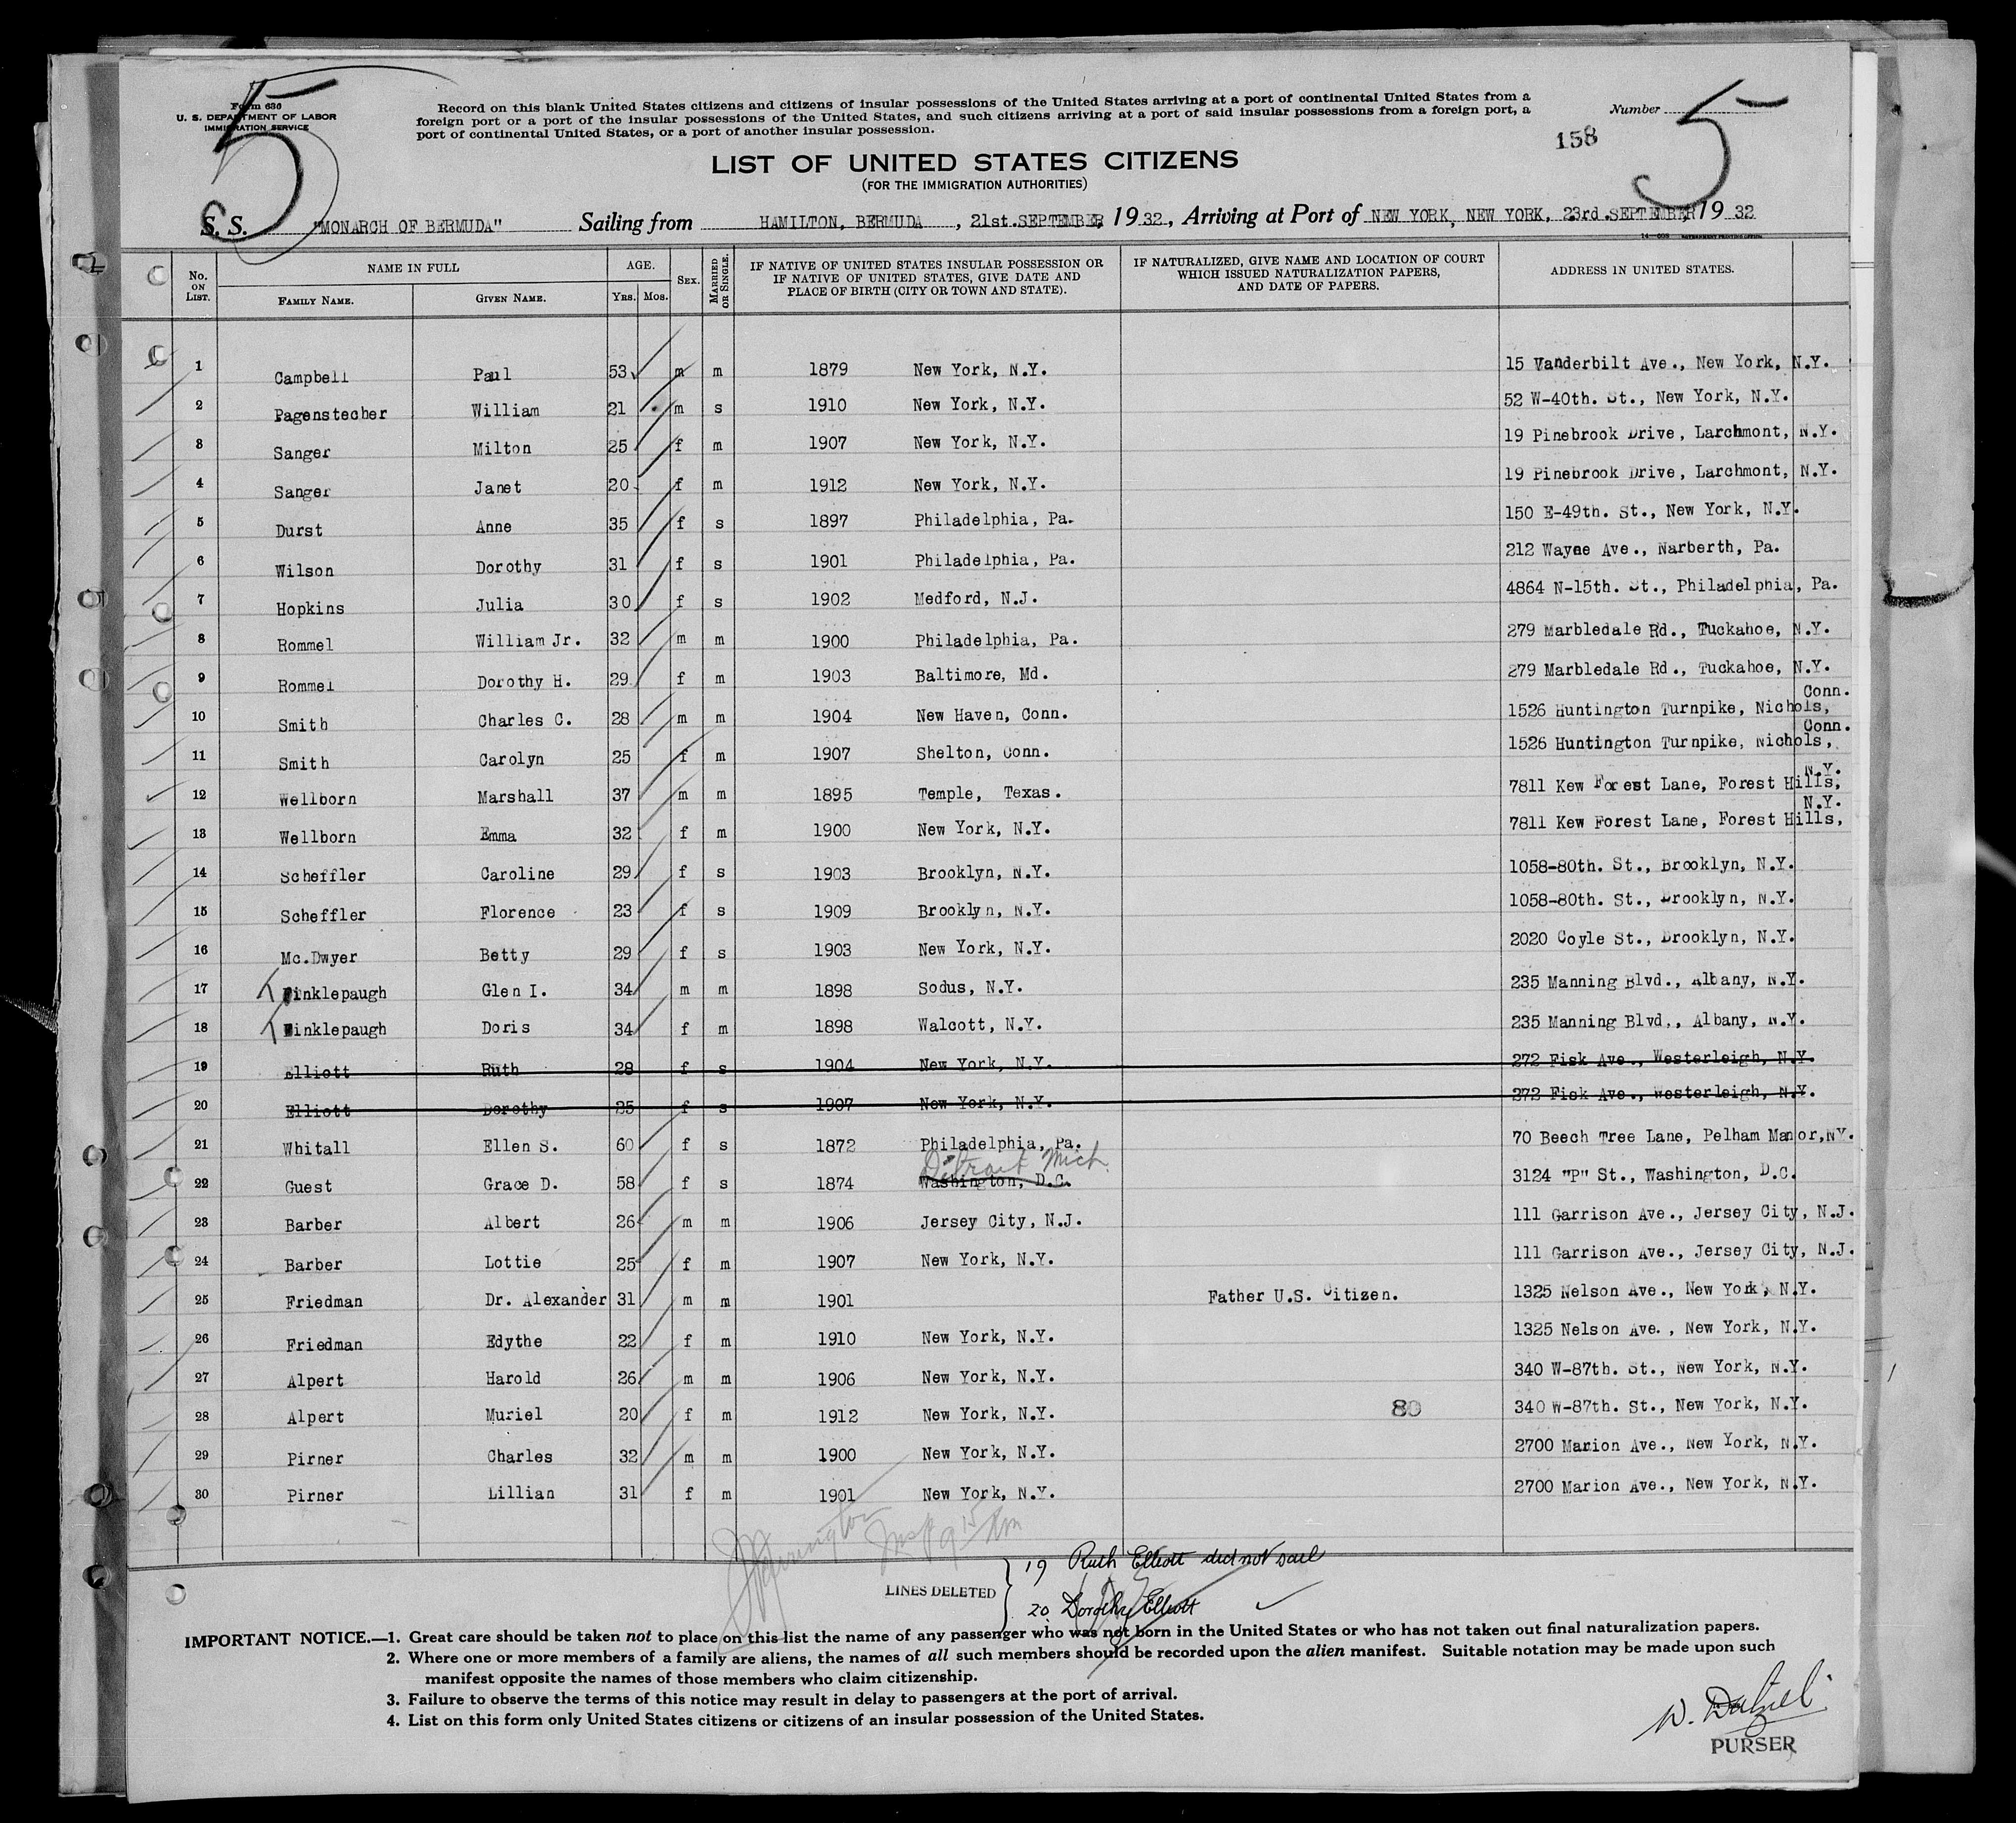 5
5
Form 636
U. S. DEPARTMENT OF LABOR
IMMIGRATION SERVICE
Record on this blank United States citizens and citizens of insular possessions of the United States arriving at a port of continental United States from a
foreign port or a port of the insular possessions of the United States, and such citizens arriving at a port of said insular possessions from a foreign port, a
port of continental United States, or a port of another insular possession.
Number
158
LIST OF UNITED STATES CITIZENS
(FOR THE IMMIGRATION AUTHORITIES)
S. S. "MONARCH OF BERMUDA" Sailing from HAMILTON, BERMUDA, 21st.SEPTEMBER, 1932, Arriving at Port of NEW YORK, NEW YORK, 23rd.SEPTEMBER 1932
No. ON LIST. NAME IN FULL FAMILY NAME. GIVEN NAME. AGE. YRS. MOS. SEX. MARRIED OR SINGLE. IF NATIVE OF UNITED STATES INSULAR POSSESSION OR IF NATIVE OF UNITED STATES, GIVE DATE AND PLACE OF BIRTH (CITY OR TOWN AND STATE). IF NATURALIZED, GIVE NAME AND LOCATION OF COURT WHICH ISSUED NATURALIZATION PAPERS, AND DATE OF PAPERS. ADDRESS IN UNITED STATES.
1 Campbell Paul 53 m m 1879 New York, N.Y. 15 Vanderbilt Ave., New York, N.Y.
2 Pagenstecher William 21 m s 1910 New York, N.Y. 52 W-40th. St., New York, N.Y.
3 Sanger Milton 25 f m 1907 New York, N.Y. 19 Pinebrook Drive, Larchmont, N.Y.
4 Sanger Janet 20 f m 1912 New York, N.Y. 19 Pinebrook Drive, Larchmont, N.Y.
5 Durst Anne 35 f s 1897 Philadelphia, Pa. 150 E-49th. St., New York, N.Y.
6 Wilson Dorothy 31 f s 1901 Philadelphia, Pa. 212 Wayne Ave., Narberth, Pa.
7 Hopkins Julia 30 f s 1902 Medford, N.J. 4864 N-15th. St., Philadelphia, Pa.
8 Rommel William Jr. 32 m m 1900 Philadelphia, Pa. 279 Marbledale Rd., Tuckahoe, N.Y.
9 Rommel Dorothy H. 29 f m 1903 Baltimore, Md. 279 Marbledale Rd., Tuckahoe, N.Y.
10 Smith Charles C. 28 m m 1904 New Haven, Conn. 1526 Huntington Turnpike, Nichols, Conn.
11 Smith Carolyn 25 f m 1907 Shelton, Conn. 1526 Huntington Turnpike, Nichols, Conn.
12 Wellborn Marshall 37 m m 1895 Temple, Texas. 7811 Kew Forest Lane, Forest Hills, N.Y.
13 Wellborn Emma 32 f m 1900 New York, N.Y. 7811 Kew Forest Lane, Forest Hills, N.Y.
14 Scheffler Caroline 29 f s 1903 Brooklyn, N.Y. 1058-80th. St., Brooklyn, N.Y.
15 Scheffler Florence 23 f s 1909 Brooklyn, N.Y. 1058-80th. St., Brooklyn, N.Y.
16 Mc.Dwyer Betty 29 f s 1903 New York, N.Y. 2020 Coyle St., Brooklyn, N.Y.
17 Finklepaugh Glen I. 34 m m 1898 Sodus, N.Y. 235 Manning Blvd., Albany, N.Y.
18 Finklepaugh Doris 34 f m 1898 Walcott, N.Y. 235 Manning Blvd., Albany, N.Y.
19 Elliott Ruth 28 f s 1904 New York, N.Y. 272 Fisk Ave., Westerleigh, N.Y.
20 Elliott Dorothy 25 f s 1907 New York, N.Y. 272 Fisk Ave., Westerleigh, N.Y.
21 Whitall Ellen S. 60 f s 1872 Philadelphia, Pa. 70 Beech Tree Lane, Pelham Manor, NY.
Detroit Mich
22 Guest Grace D. 58 f s 1874 Washington, D.C. 3124 "P" St., Washington, D.C.
23 Barber Albert 26 m m 1906 Jersey City, N.J. 111 Garrison Ave., Jersey City, N.J.
24 Barber Lottie 25 f m 1907 New York, N.Y. 111 Garrison Ave., Jersey City, N.J.
25 Friedman Dr. Alexander 31 m m 1901 Father U.S. Citizen. 1325 Nelson Ave., New York, N.Y.
26 Friedman Edythe 22 f m 1910 New York, N.Y. 1325 Nelson Ave., New York, N.Y.
27 Alpert Harold 26 m m 1906 New York, N.Y. 340 W-87th. St., New York, N.Y.
28 Alpert Muriel 20 f m 1912 New York, N.Y. 80 340 W-87th. St., New York, N.Y.
29 Pirner Charles 32 m m 1900 New York, N.Y. 2700 Marion Ave., New York, N.Y.
30 Pirner Lillian 31 f m 1901 New York, N.Y. 2700 Marion Ave., New York, N.Y.
LINES DELETED
19 Ruth Elliott did not sail
20 Dorothy Elliott
IMPORTANT NOTICE.—1. Great care should be taken not to place on this list the name of any passenger who was not born in the United States or who has not taken out final naturalization papers.
2. Where one or more members of a family are aliens, the names of all such members should be recorded upon the alien manifest. Suitable notation may be made upon such
manifest opposite the names of those members who claim citizenship.
3. Failure to observe the terms of this notice may result in delay to passengers at the port of arrival.
4. List on this form only United States citizens or citizens of an insular possession of the United States.
W. Dalziel
PURSER